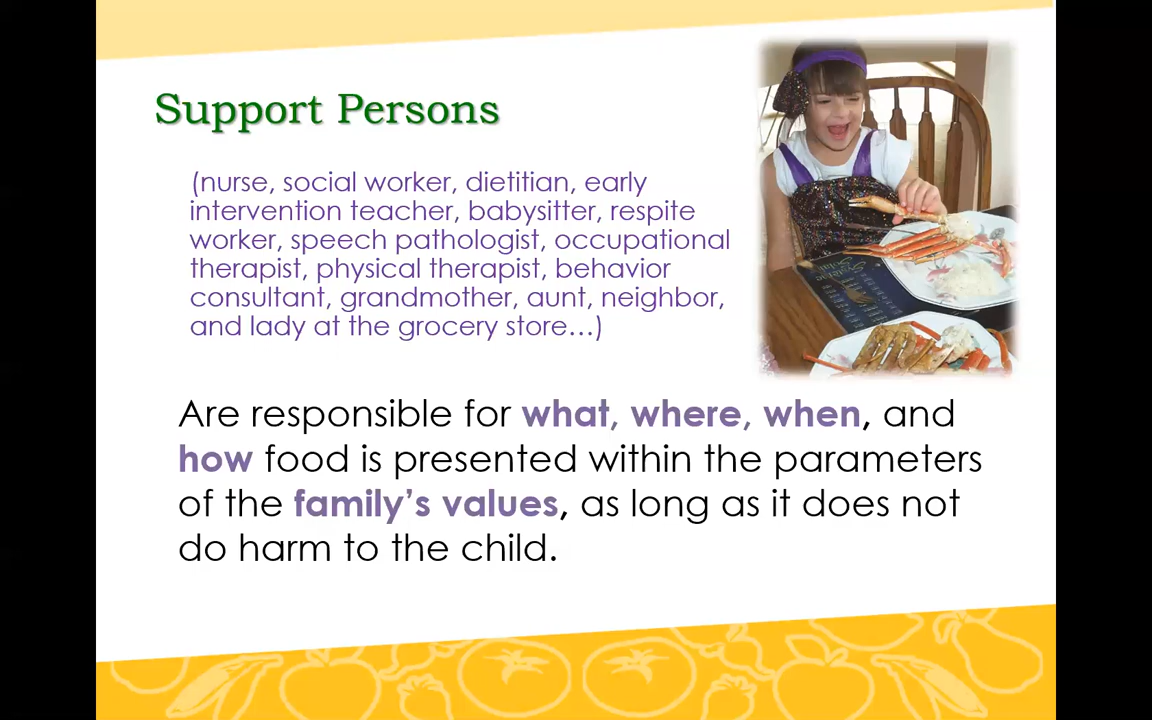 Support Persons
(nurse, social worker, dietitian, early
intervention teacher, babysitter, respite
worker, speech pathologist, occupational
therapist, physical therapist, behavior
consultant, grandmother, aunt, neighbor,
and lady at the grocery store…)
Are responsible for what, where, when, and
how food is presented within the parameters
of the family’s values, as long as it does not
do harm to the child.